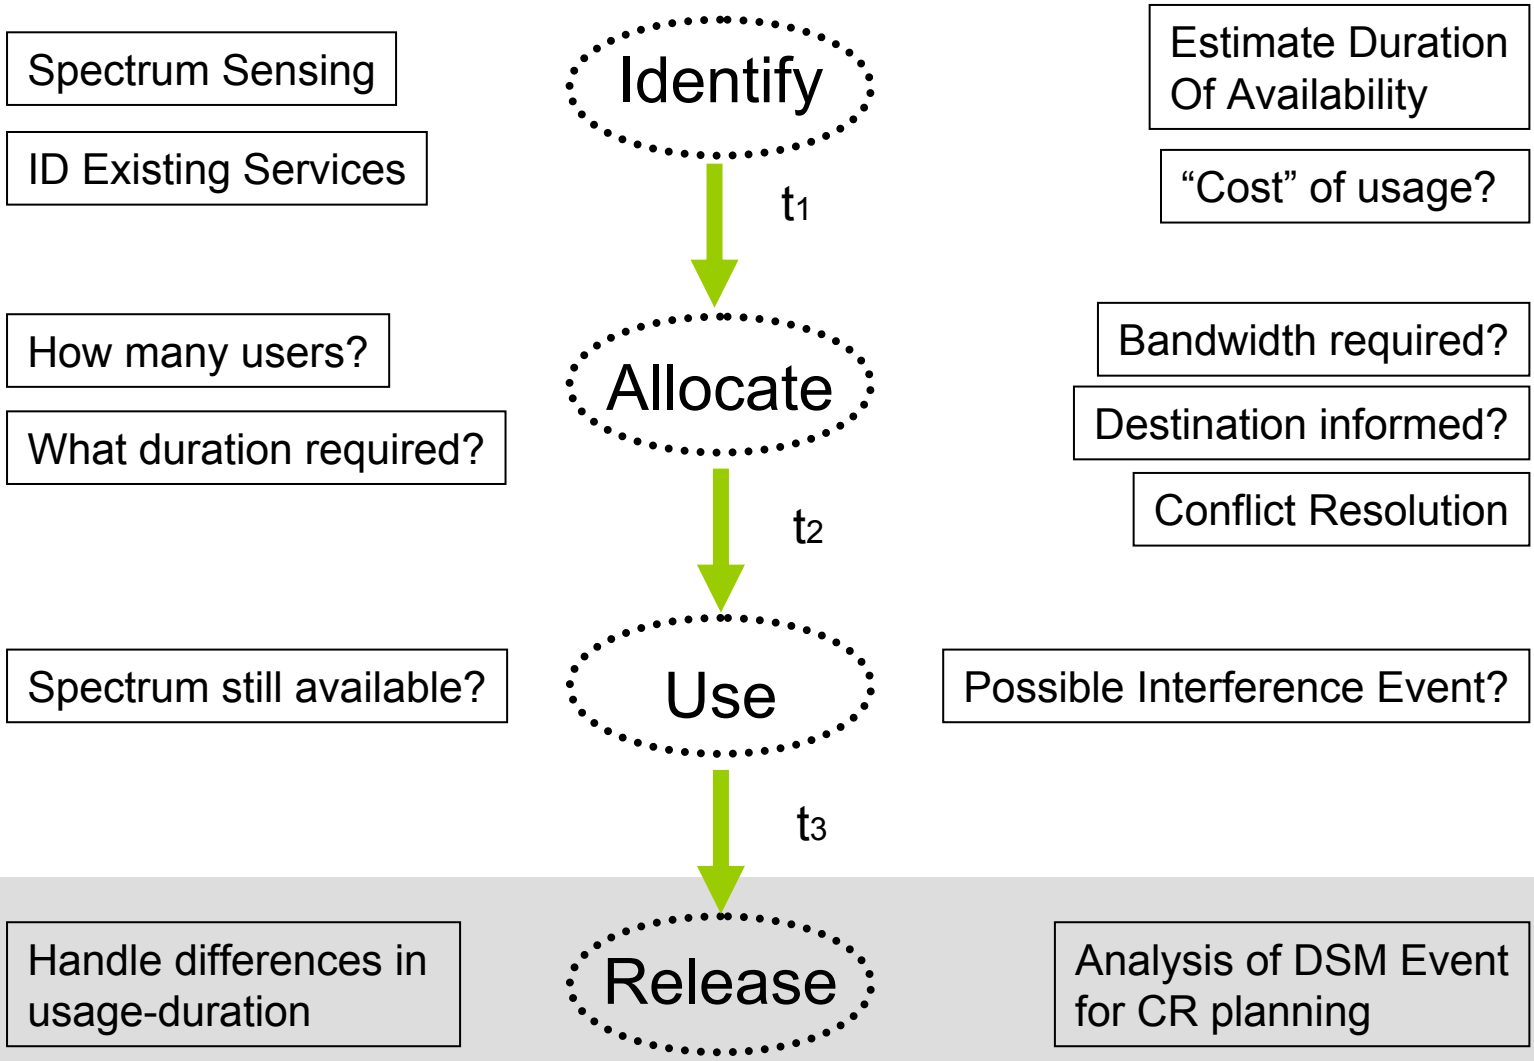 Spectrum Sensing
ID Existing Services
Identify
Estimate Duration
Of Availability
“Cost” of usage?
t1
How many users?
What duration required?
Allocate
Bandwidth required?
Destination informed?
Conflict Resolution
t2
Spectrum still available?
Use
Possible Interference Event?
t3
Handle differences in
usage-duration
Release
Analysis of DSM Event
for CR planning